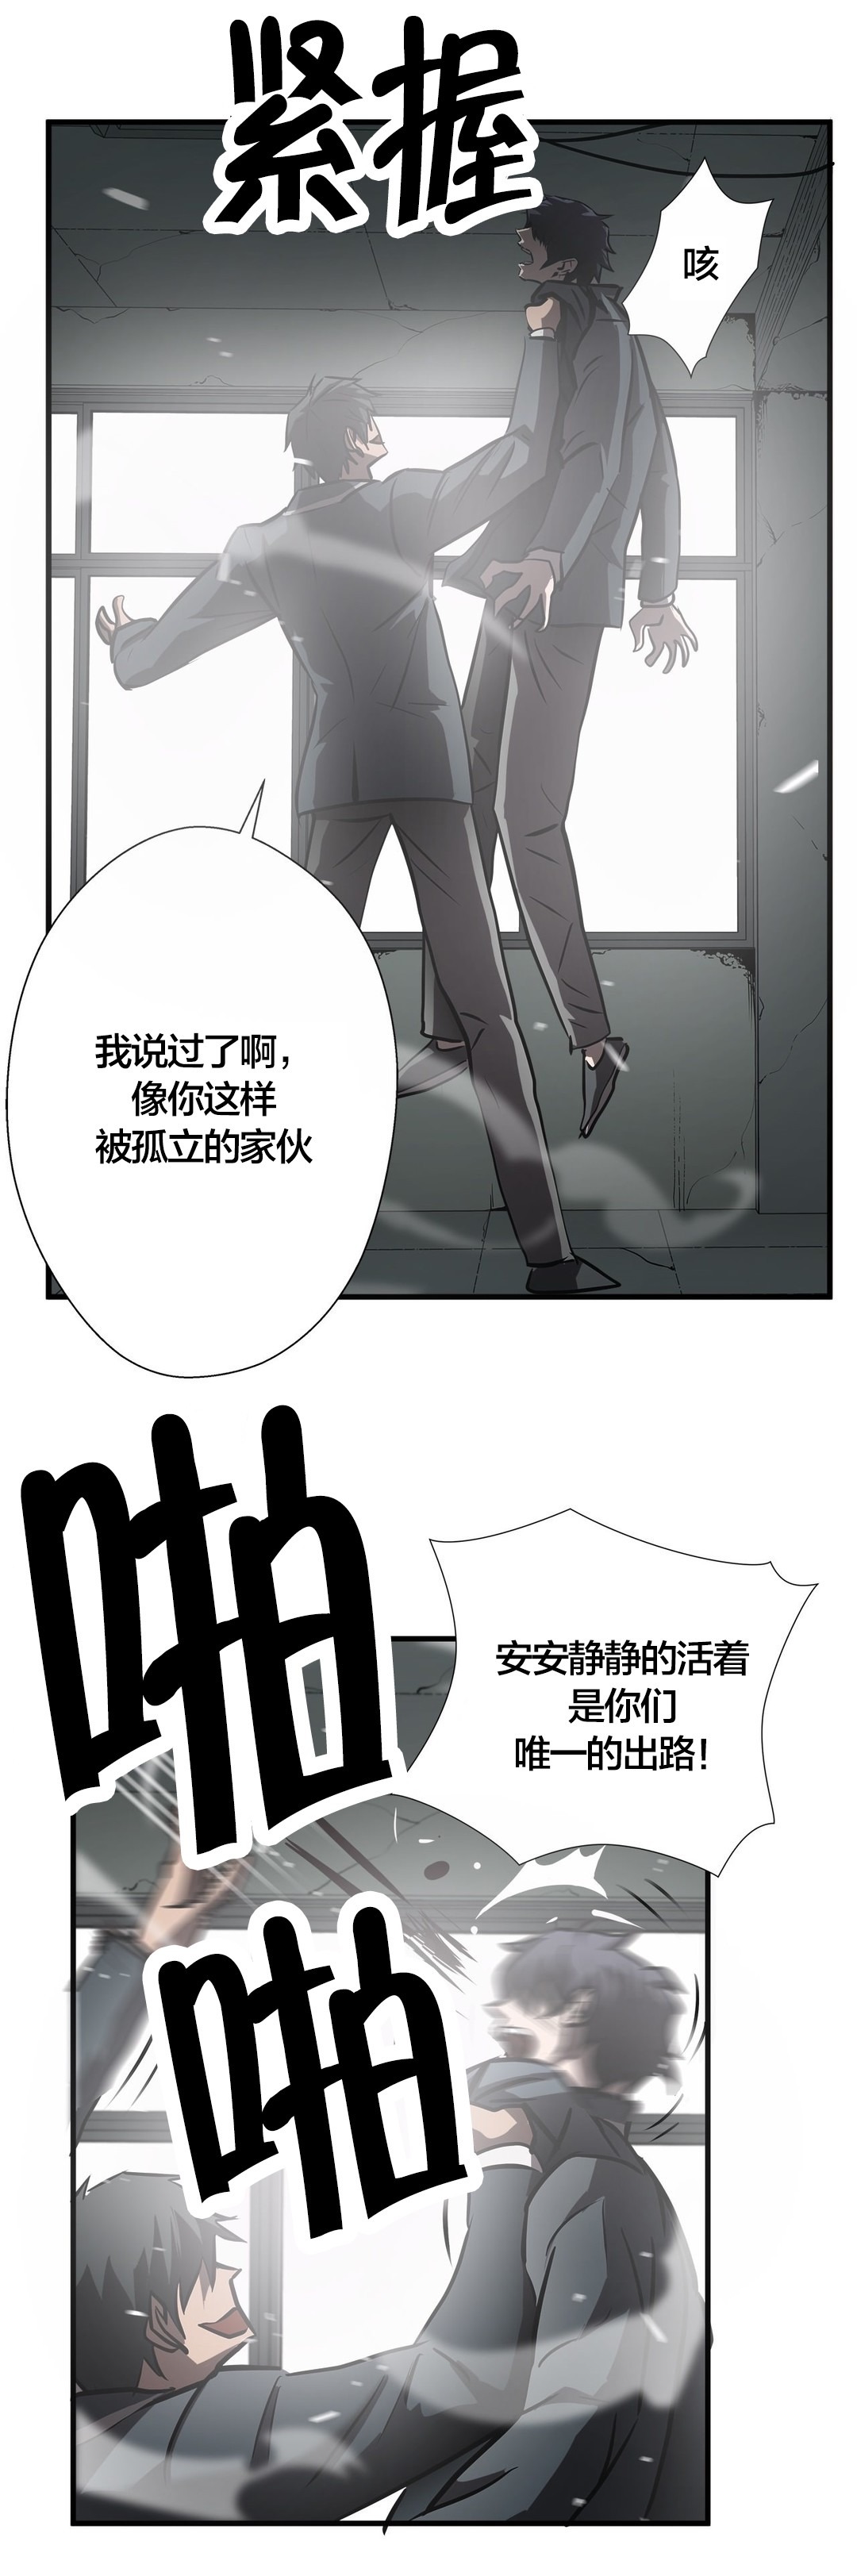 紧握
咳
我说过了啊，
像你这样
被孤立的家伙
啪
安安静静的活着
是你们
唯一的出路！
啪